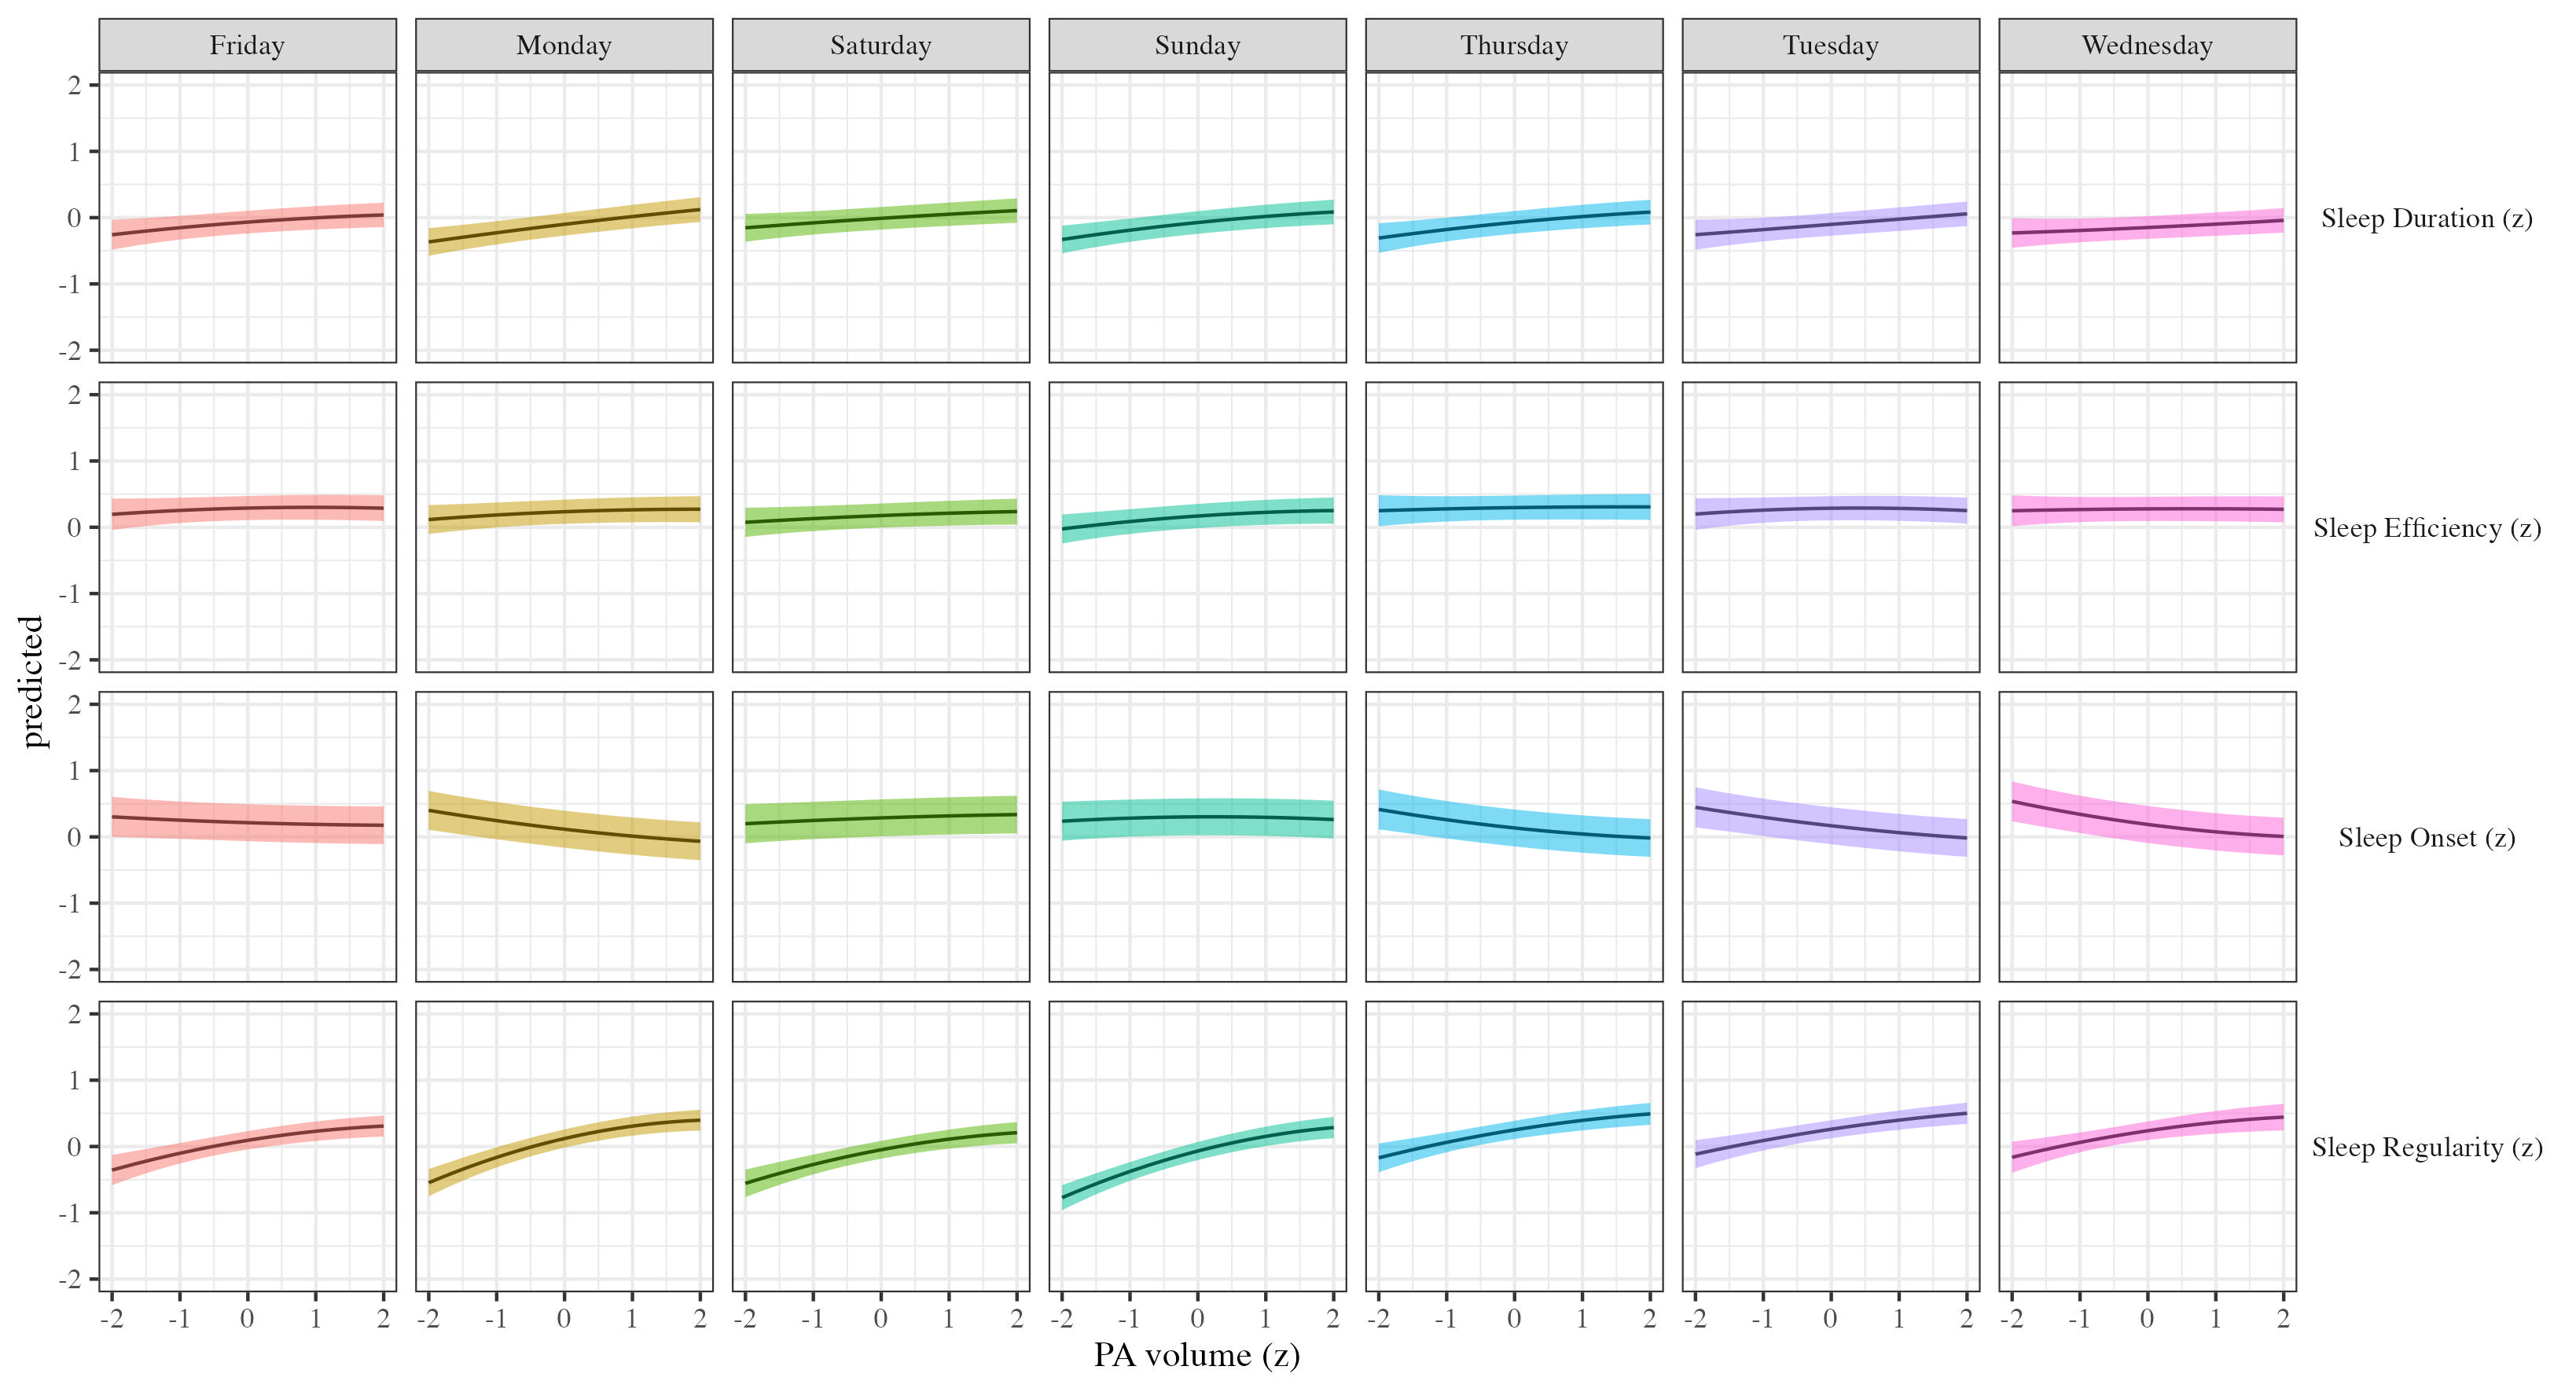 Friday Monday Saturday Sunday Thursday Tuesday Wednesday
2
1
0
-1
-2
Sleep Duration (z)
2
1
0
-1
-2
Sleep Efficiency (z)
predicted
2
1
0
-1
-2
Sleep Onset (z)
2
1
0
-1
-2
Sleep Regularity (z)
-2 -1 0 1 2 -2 -1 0 1 2 -2 -1 0 1 2 -2 -1 0 1 2 -2 -1 0 1 2 -2 -1 0 1 2 -2 -1 0 1 2
PA volume (z)